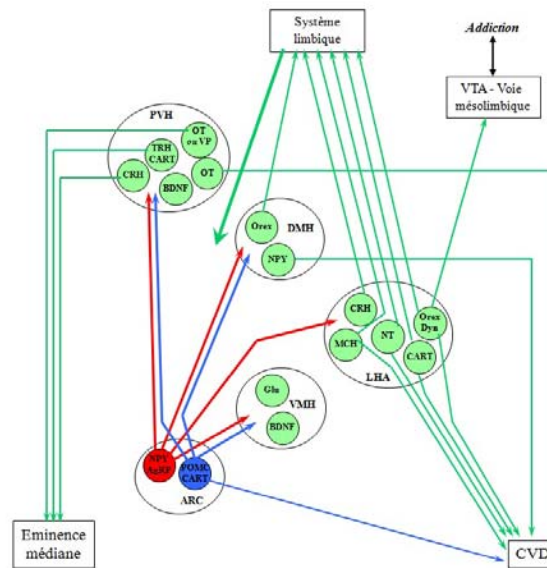 Système
limbique
Addiction
VTA - Voie
mésolimbique
PVH
OT
ou VP
TRH
CART
CRH
OT
BDNF
Orex
DMH
NPY
CRH
Orex
Dyn
MCH
NT
CART
LHA
Glu
VMH
BDNF
NPY
AgRP
POMC
CART
ARC
Eminence
médiane
CVD